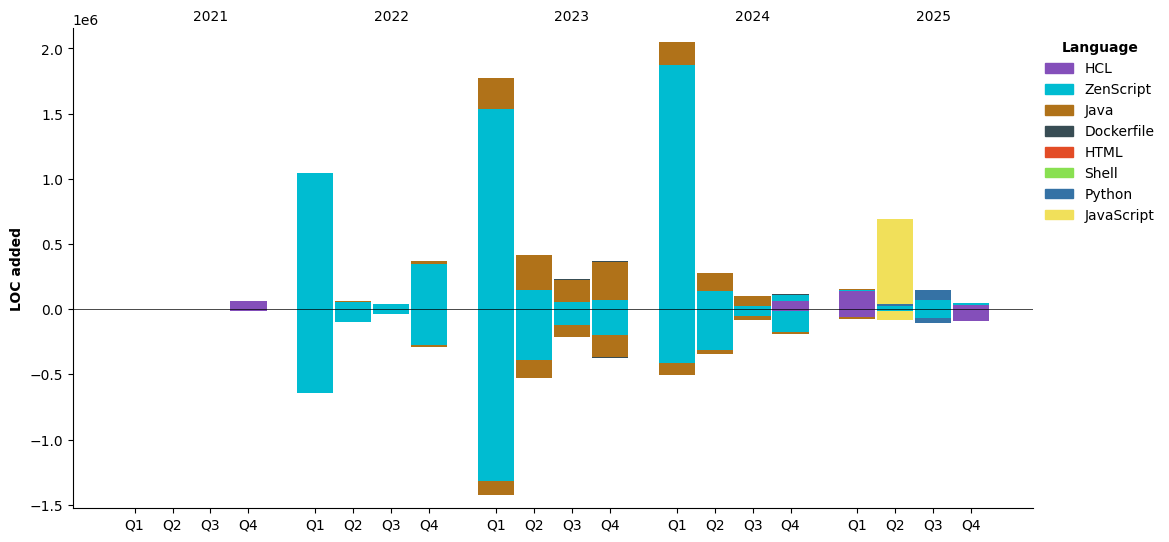 1e6
2021 2022 2023 2024 2025
2.0
1.5
1.0
0.5
0.0
−0.5
−1.0
−1.5
LOC added
Q1 Q2 Q3 Q4 Q1 Q2 Q3 Q4 Q1 Q2 Q3 Q4 Q1 Q2 Q3 Q4 Q1 Q2 Q3 Q4
Language
HCL
ZenScript
Java
Dockerfile
HTML
Shell
Python
JavaScript